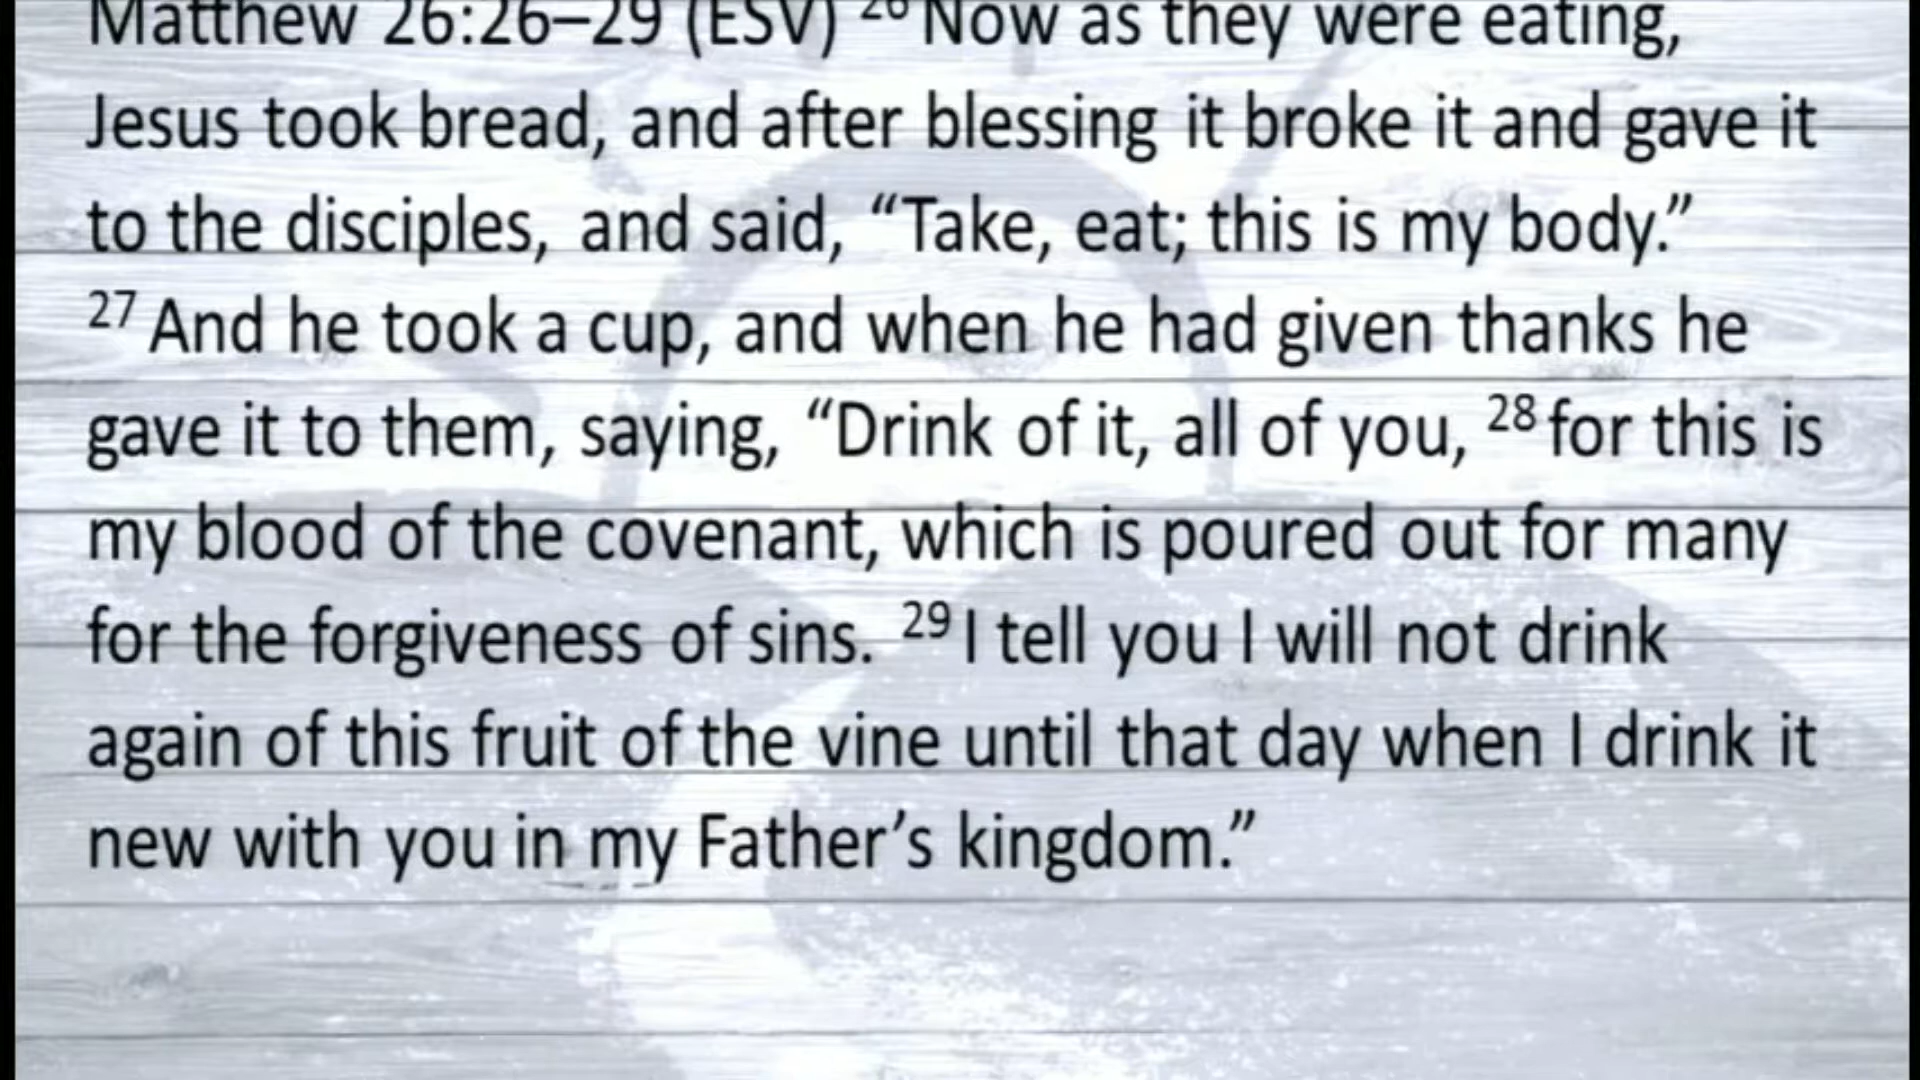 Matthew 26:26–29 (ESV) 26 Now as they were eating,
Jesus took bread, and after blessing it broke it and gave it
to the disciples, and said, “Take, eat; this is my body.”
27 And he took a cup, and when he had given thanks he
gave it to them, saying, “Drink of it, all of you, 28 for this is
my blood of the covenant, which is poured out for many
for the forgiveness of sins. 29 I tell you I will not drink
again of this fruit of the vine until that day when I drink it
new with you in my Father’s kingdom.”